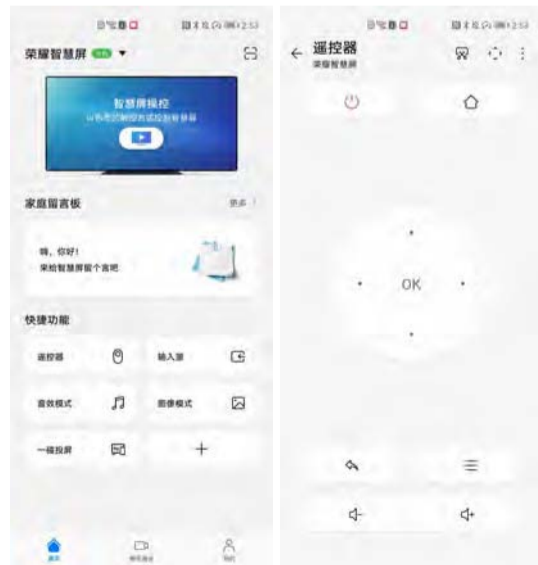 荣耀智慧屏
智慧屏操控
家庭留言板
更多
嗨，你好！
来给智慧屏留个言吧
快捷功能
遥控器
输入源
音效模式
图像模式
一碰投屏
遥控器
荣耀智慧屏
OK